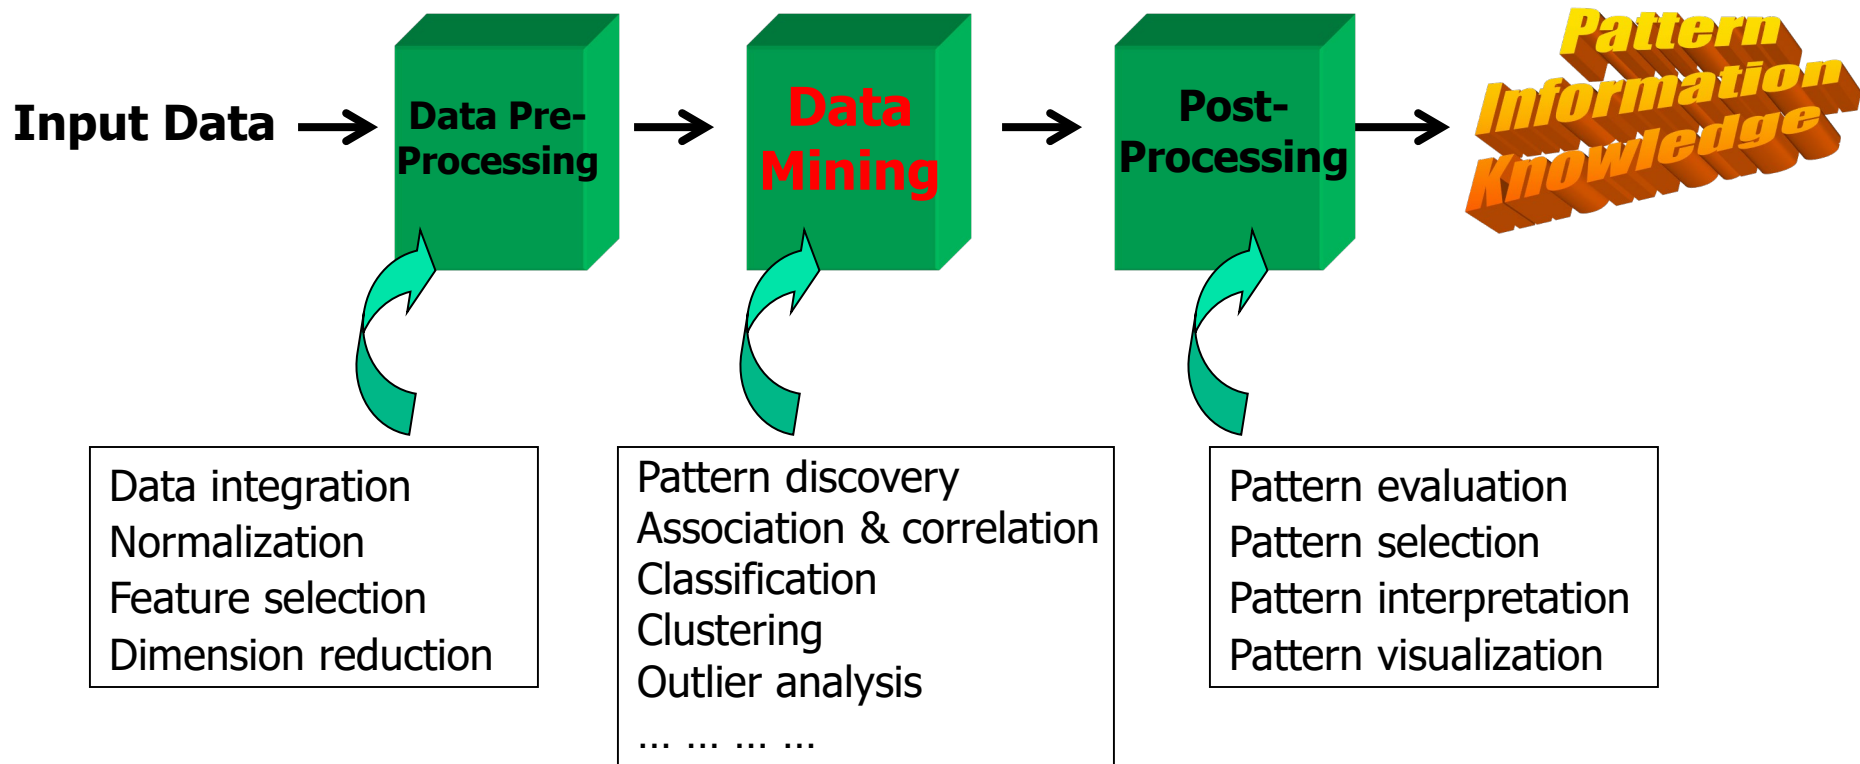 Input Data
Data Pre-
Processing
Data
Mining
Post-
Processing
Pattern
Information
Knowledge
Data integration
Normalization
Feature selection
Dimension reduction
Pattern discovery
Association & correlation
Classification
Clustering
Outlier analysis
… … … …
Pattern evaluation
Pattern selection
Pattern interpretation
Pattern visualization